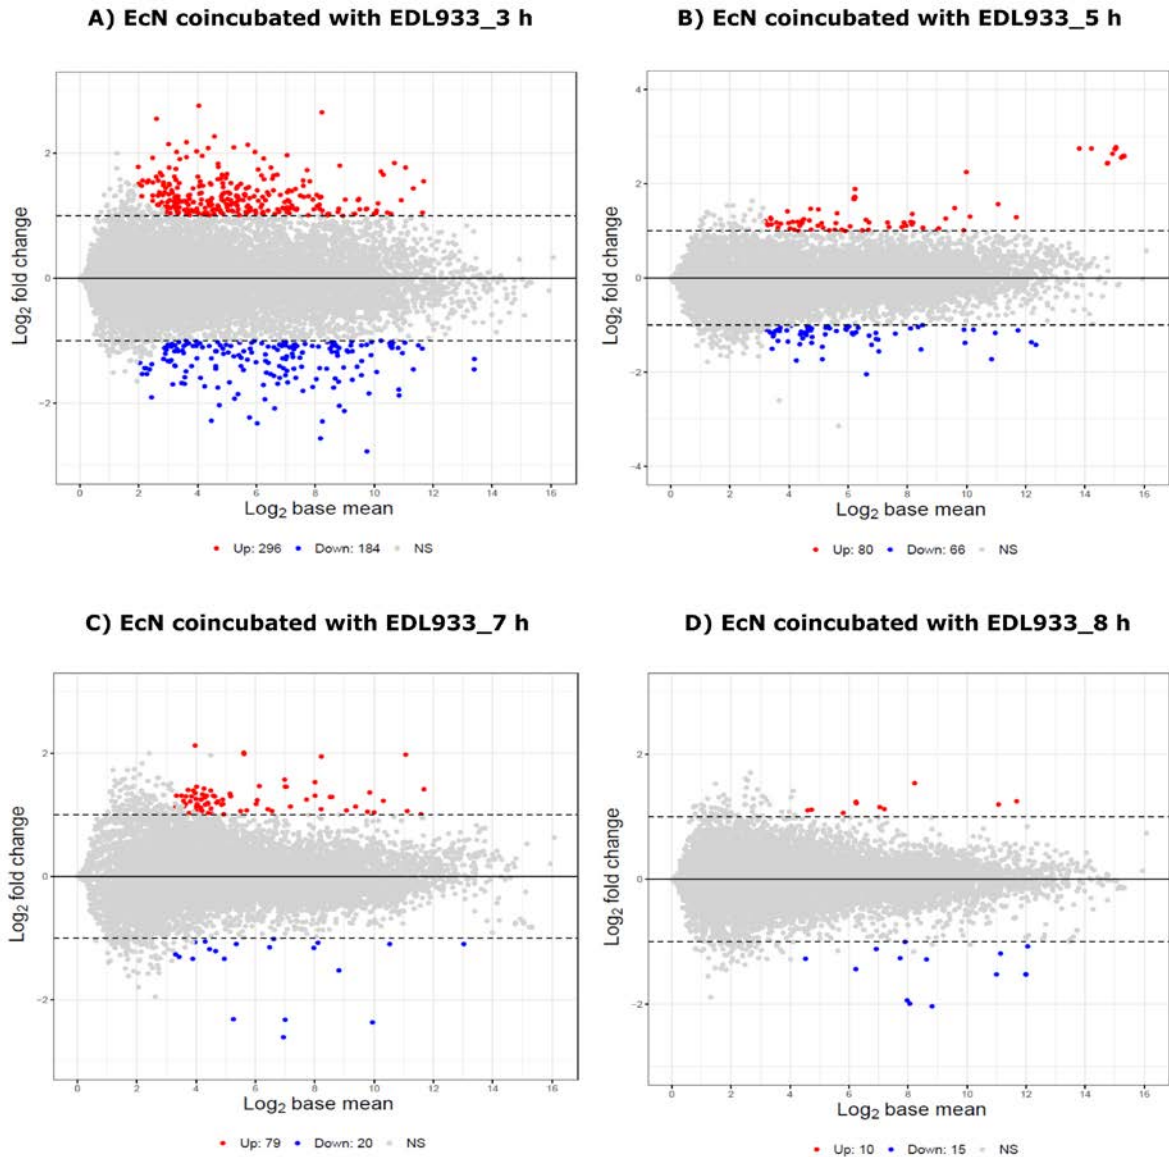 A) EcN coincubated with EDL933_3 h
B) EcN coincubated with EDL933_5 h
Log2 fold change
2
0
−2
0 2 4 6 8 10 12 14 16
Log2 base mean
Up: 296 Down: 184 NS
Log2 fold change
4
2
0
−2
−4
0 2 4 6 8 10 12 14 16
Log2 base mean
Up: 80 Down: 66 NS
C) EcN coincubated with EDL933_7 h
D) EcN coincubated with EDL933_8 h
Log2 fold change
2
0
−2
0 2 4 6 8 10 12 14 16
Log2 base mean
Up: 79 Down: 20 NS
Log2 fold change
2
0
−2
0 2 4 6 8 10 12 14 16
Log2 base mean
Up: 10 Down: 15 NS